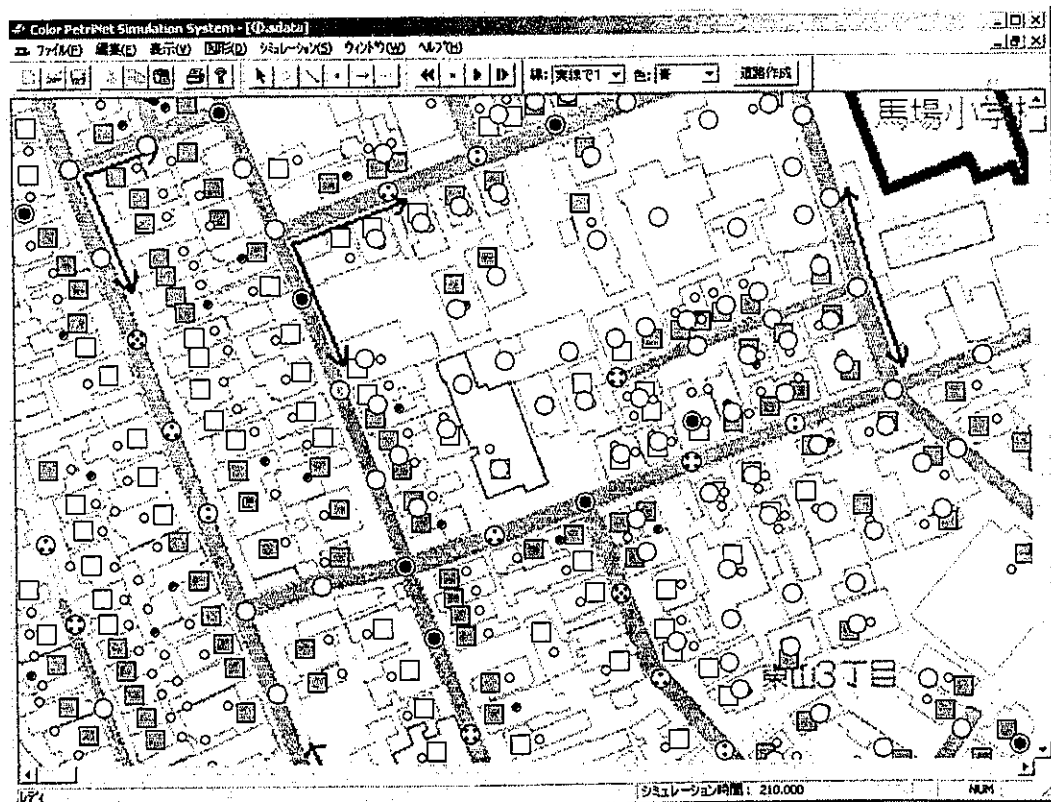 Color PetriNet Simulation System - [(D.sdata]
ファイル(F) 編集(E) 表示(V) 図形(D) シミュレーション(S) ウィンドウ(W) ヘルプ(H)
線: 実線で1 色: 青 道路作成
馬場小学校
3丁目
レディ
シミュレーション時間: 210.000 NUM